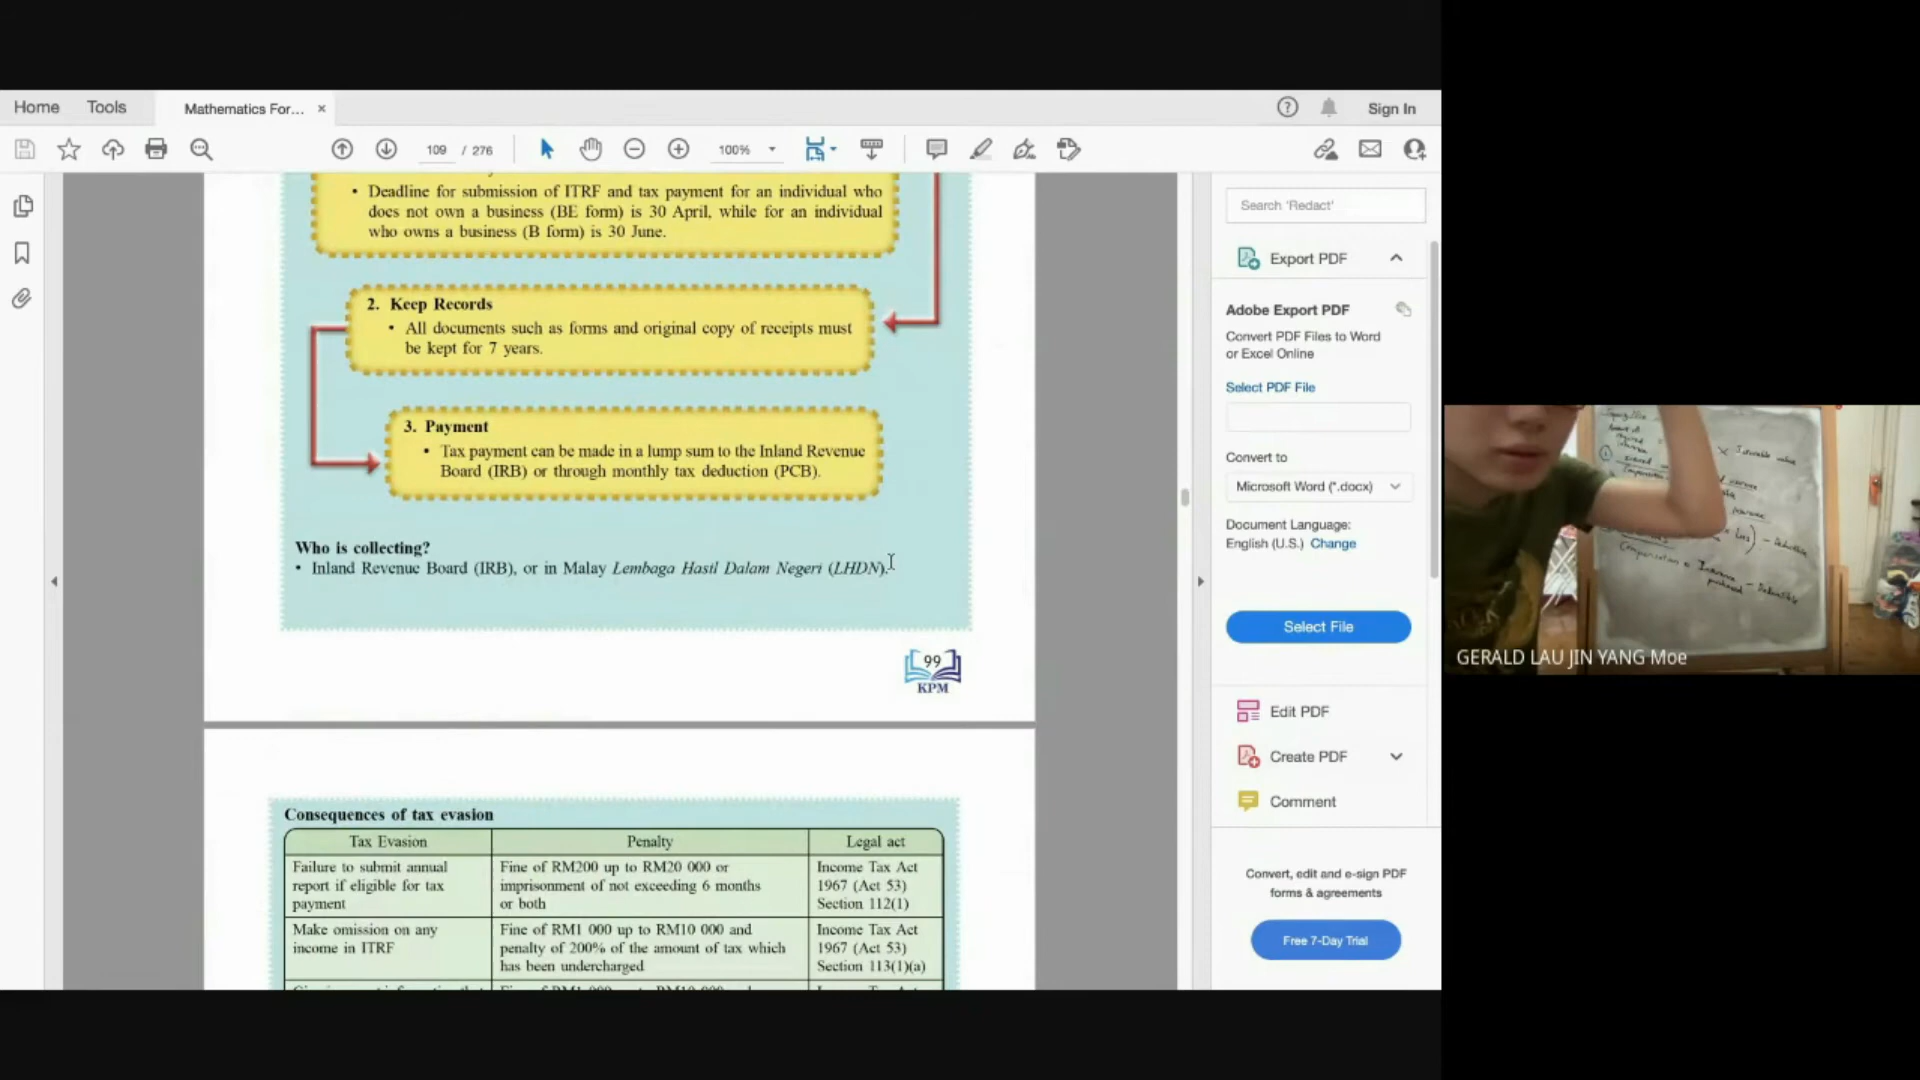 Home
Tools
Mathematics For... ×
Sign In
109 / 276
100%
• Deadline for submission of ITRF and tax payment for an individual who
does not own a business (BE form) is 30 April, while for an individual
who owns a business (B form) is 30 June.
2. Keep Records
• All documents such as forms and original copy of receipts must
be kept for 7 years.
3. Payment
• Tax payment can be made in a lump sum to the Inland Revenue
Board (IRB) or through monthly tax deduction (PCB).
Who is collecting?
• Inland Revenue Board (IRB), or in Malay Lembaga Hasil Dalam Negeri (LHDN).
99
KPM
Consequences of tax evasion
Tax Evasion
Penalty
Legal act
Failure to submit annual
report if eligible for tax
payment
Fine of RM200 up to RM20 000 or
imprisonment of not exceeding 6 months
or both
Income Tax Act
1967 (Act 53)
Section 112(1)
Make omission on any
income in ITRF
Fine of RM1 000 up to RM10 000 and
penalty of 200% of the amount of tax which
has been undercharged
Income Tax Act
1967 (Act 53)
Section 113(1)(a)
Search 'Redact'
Export PDF
Adobe Export PDF
Convert PDF Files to Word
or Excel Online
Select PDF File
Convert to
Microsoft Word (*.docx)
Document Language:
English (U.S.) Change
Select File
Edit PDF
Create PDF
Comment
Convert, edit and e-sign PDF
forms & agreements
Free 7-Day Trial
× Insurable value
Compensation = Insurance
purchased - Deductible
GERALD LAU JIN YANG Moe